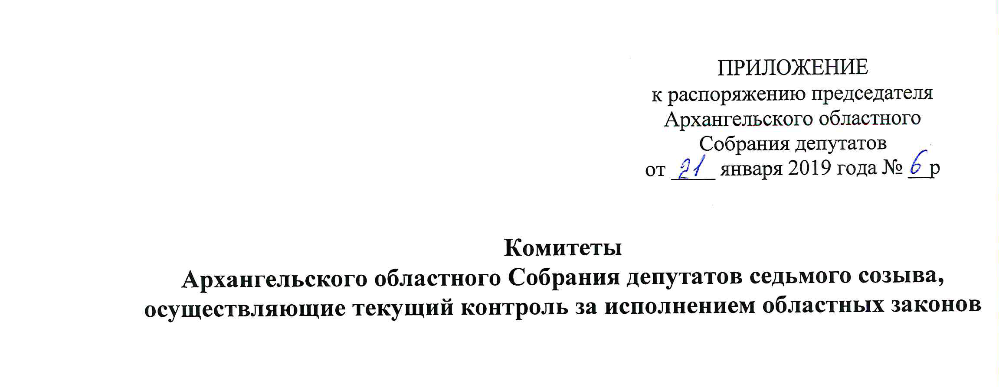 ПРИЛОЖЕНИЕ
к распоряжению председателя
Архангельского областного
Собрания депутатов
от 21 января 2019 года № 6 р
Комитеты
Архангельского областного Собрания депутатов седьмого созыва,
осуществляющие текущий контроль за исполнением областных законов